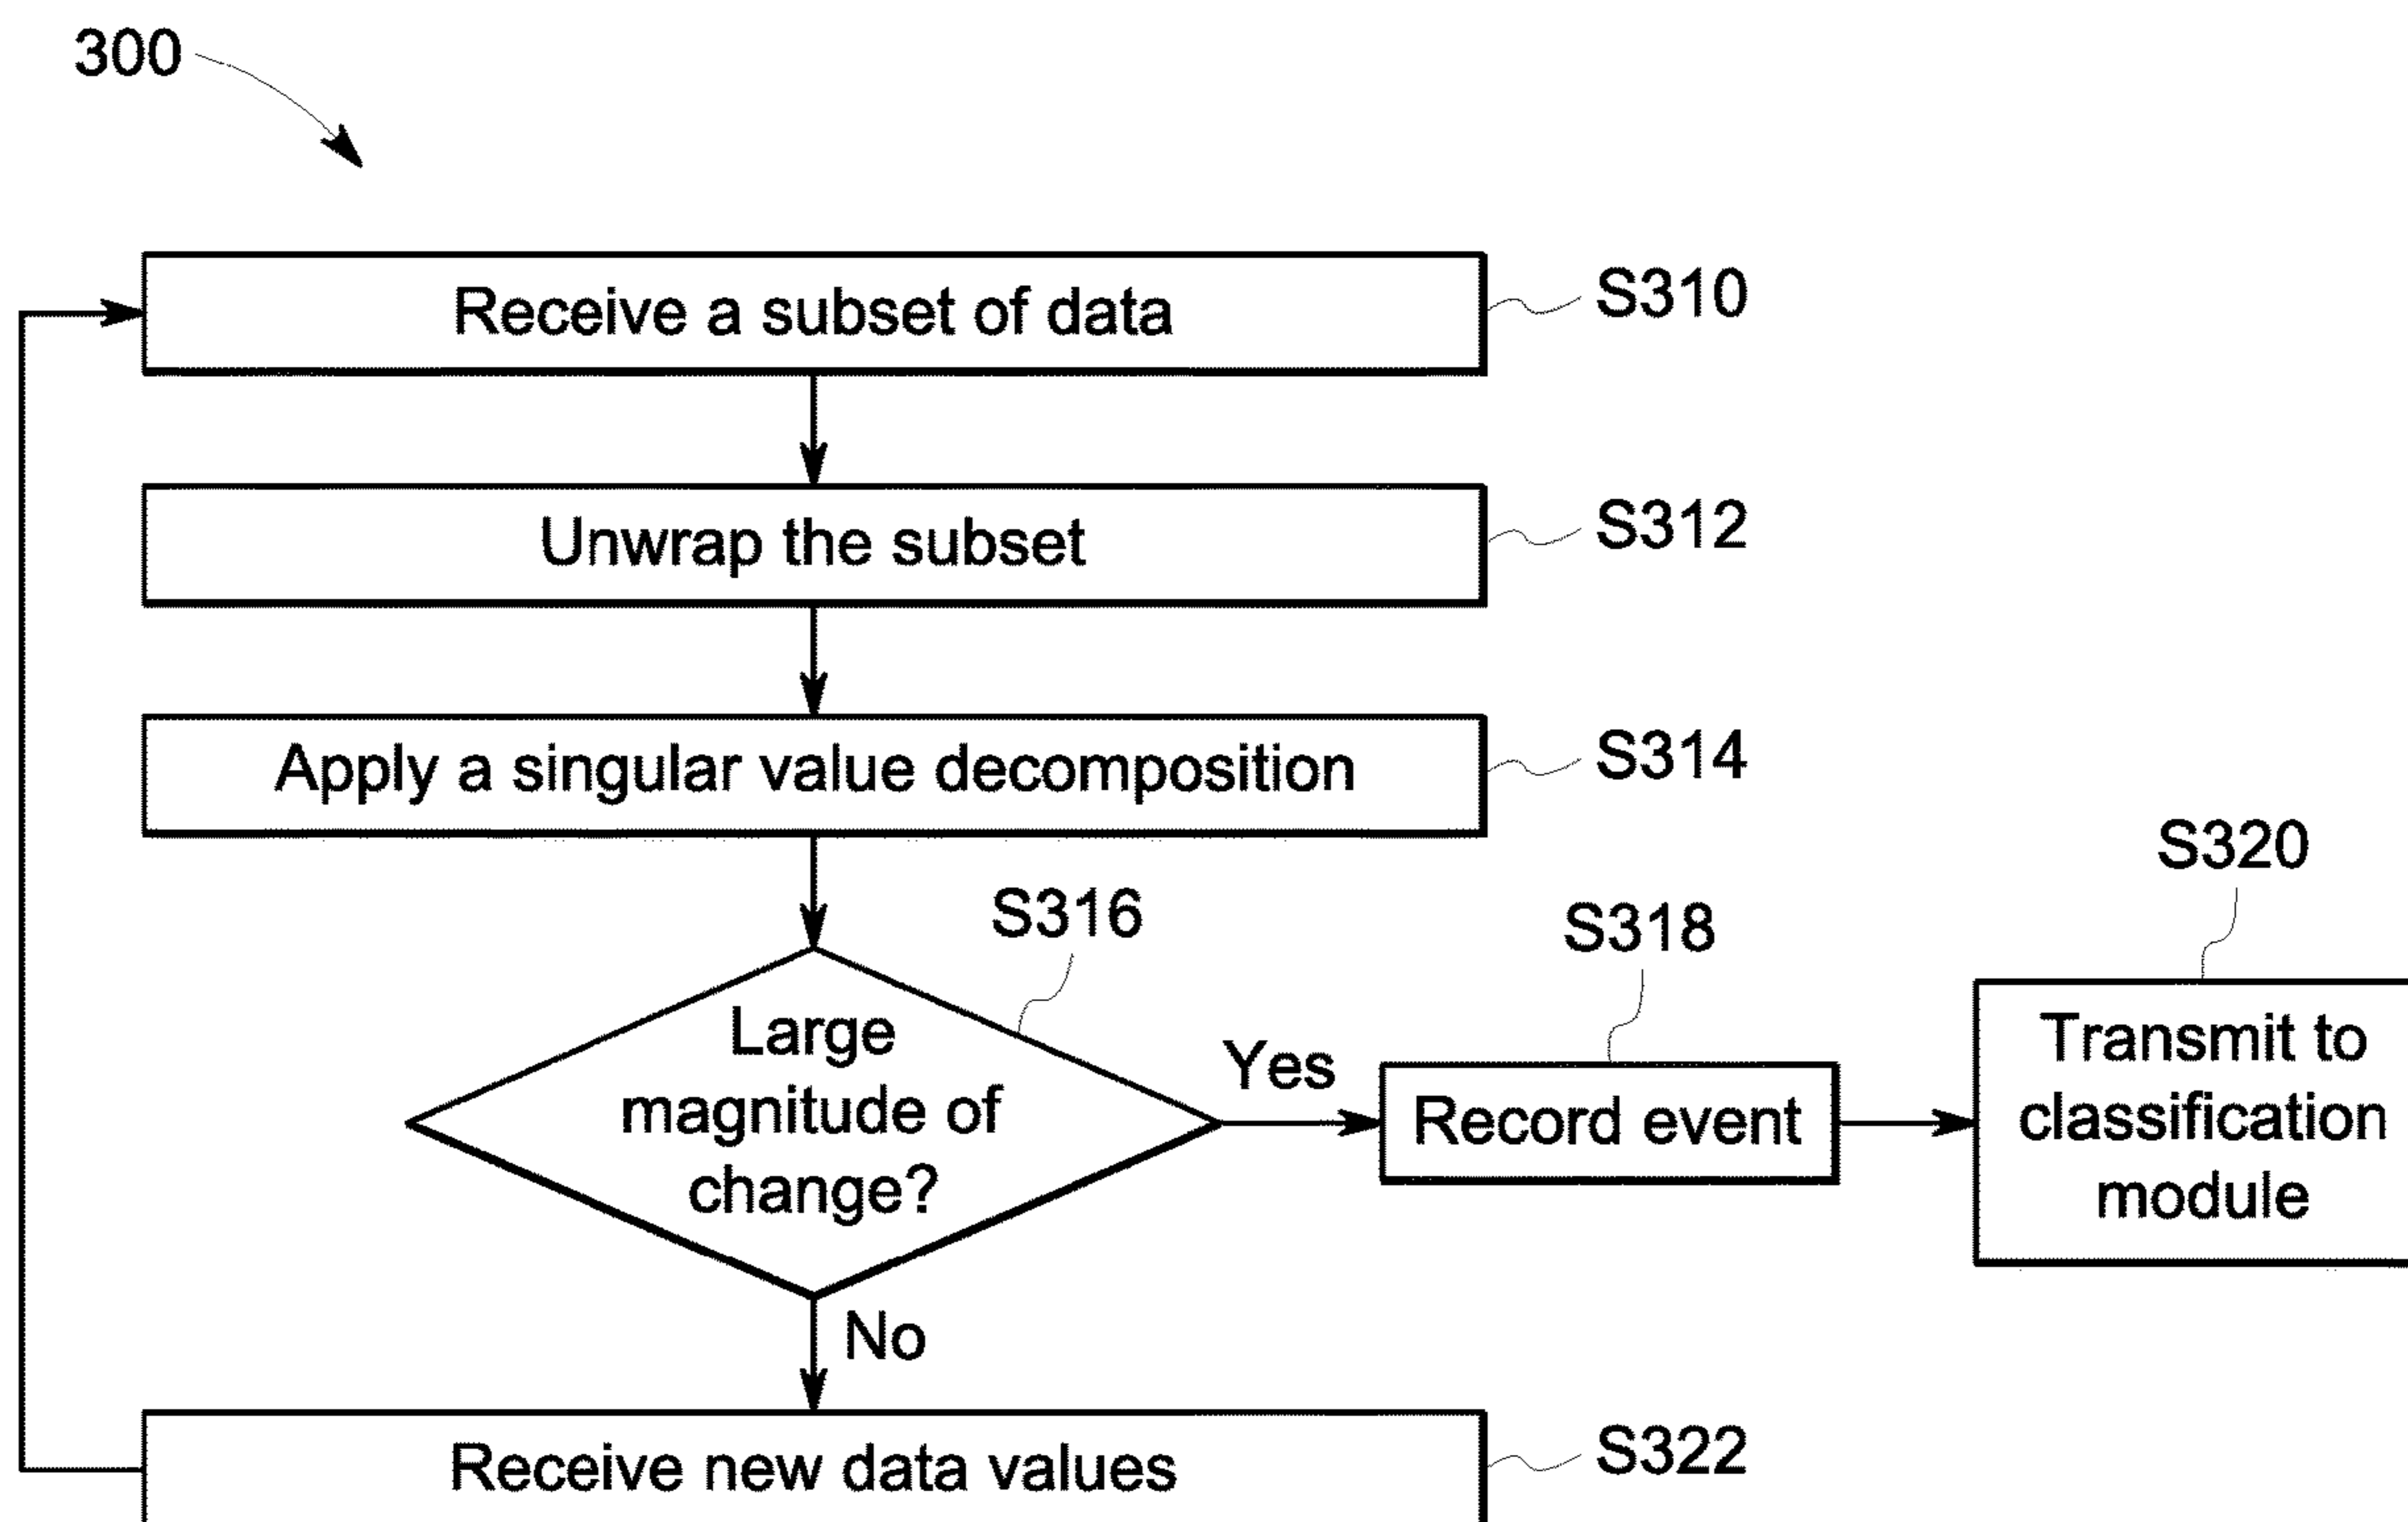 300
Receive a subset of data
S310
Unwrap the subset
S312
Apply a singular value decomposition
S314
S316
Large
magnitude of
change?
Yes
S318
Record event
S320
Transmit to
classification
module
No
Receive new data values
S322